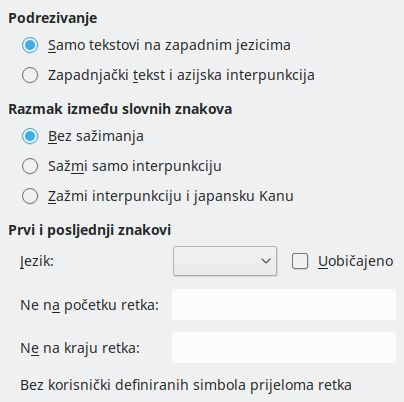 Podrezivanje
Samo tekstovi na zapadnim jezicima
Zapadnjački tekst i azijska interpunkcija
Razmak između slovnih znakova
Bez sažimanja
Sažmi samo interpunkciju
Zažmi interpunkciju i japansku Kanu
Prvi i posljednji znakovi
Jezik:
Uobičajeno
Ne na početku retka:
Ne na kraju retka:
Bez korisnički definiranih simbola prijeloma retka